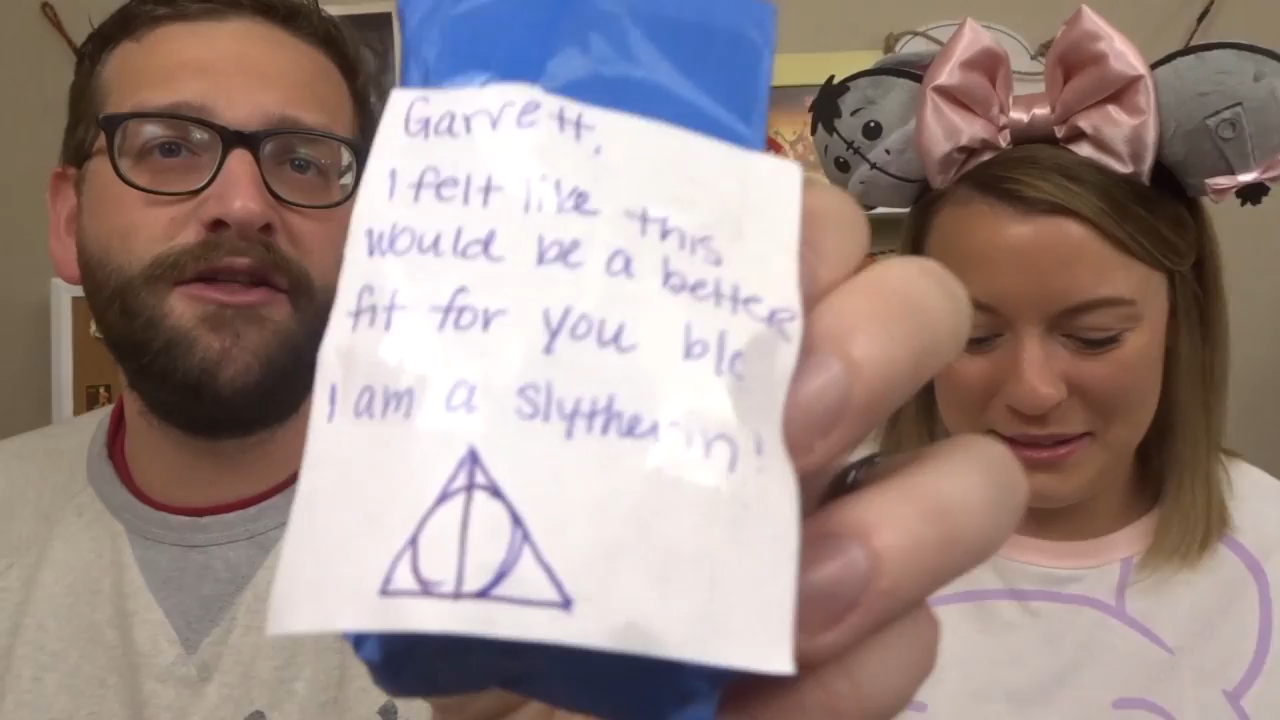 Garrett,
I felt like this
would be a better
fit for you b/c
I am a Slytherin!